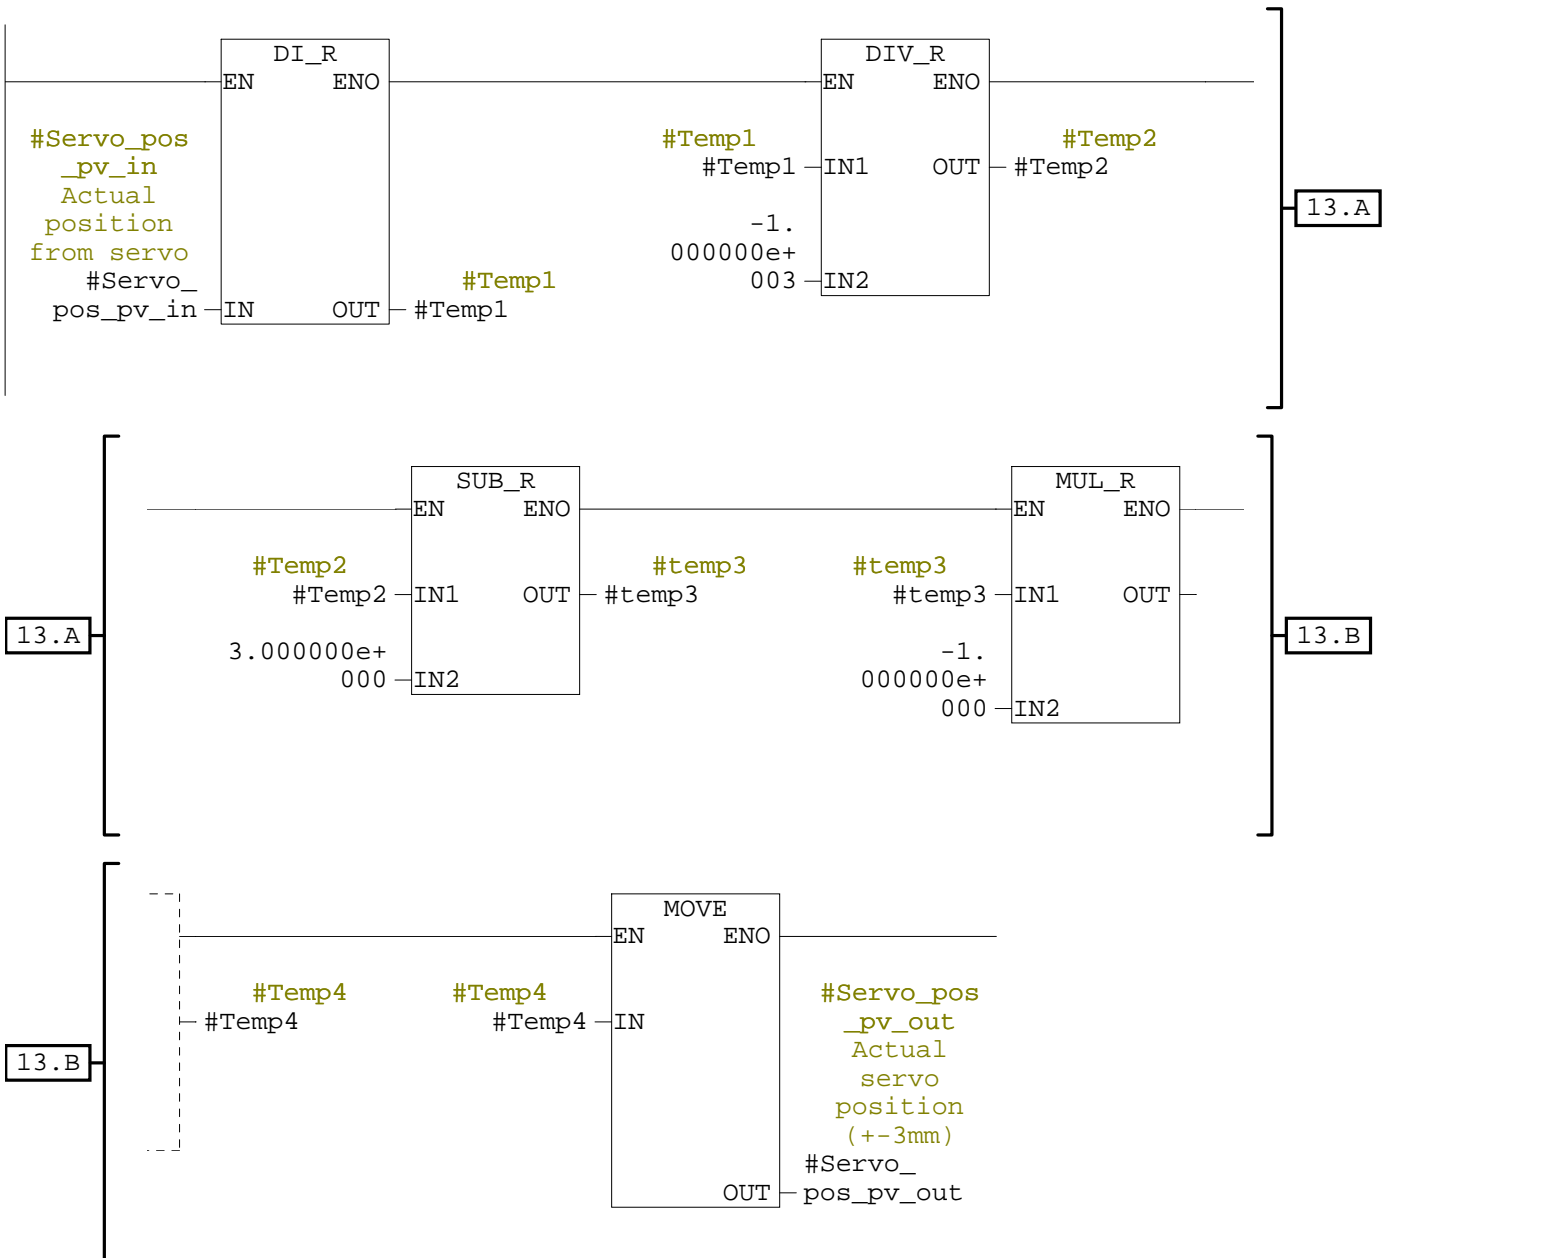 DI_R
DIV_R
EN ENO
EN ENO
#Servo_pos
_pv_in
Actual
position
from servo
#Servo_
pos_pv_in
IN OUT
#Temp1
#Temp1
#Temp1
#Temp1
IN1 OUT
#Temp2
#Temp2
-1.
000000e+
003
IN2
13.A
13.A
SUB_R
EN ENO
#Temp2
#Temp2
IN1 OUT
#temp3
#temp3
3.000000e+
000
IN2
MUL_R
EN ENO
#temp3
#temp3
IN1 OUT
-1.
000000e+
000
IN2
13.B
13.B
#Temp4
#Temp4
MOVE
EN ENO
#Temp4
#Temp4
IN
#Servo_pos
_pv_out
Actual
servo
position
(+-3mm)
#Servo_
OUT
pos_pv_out